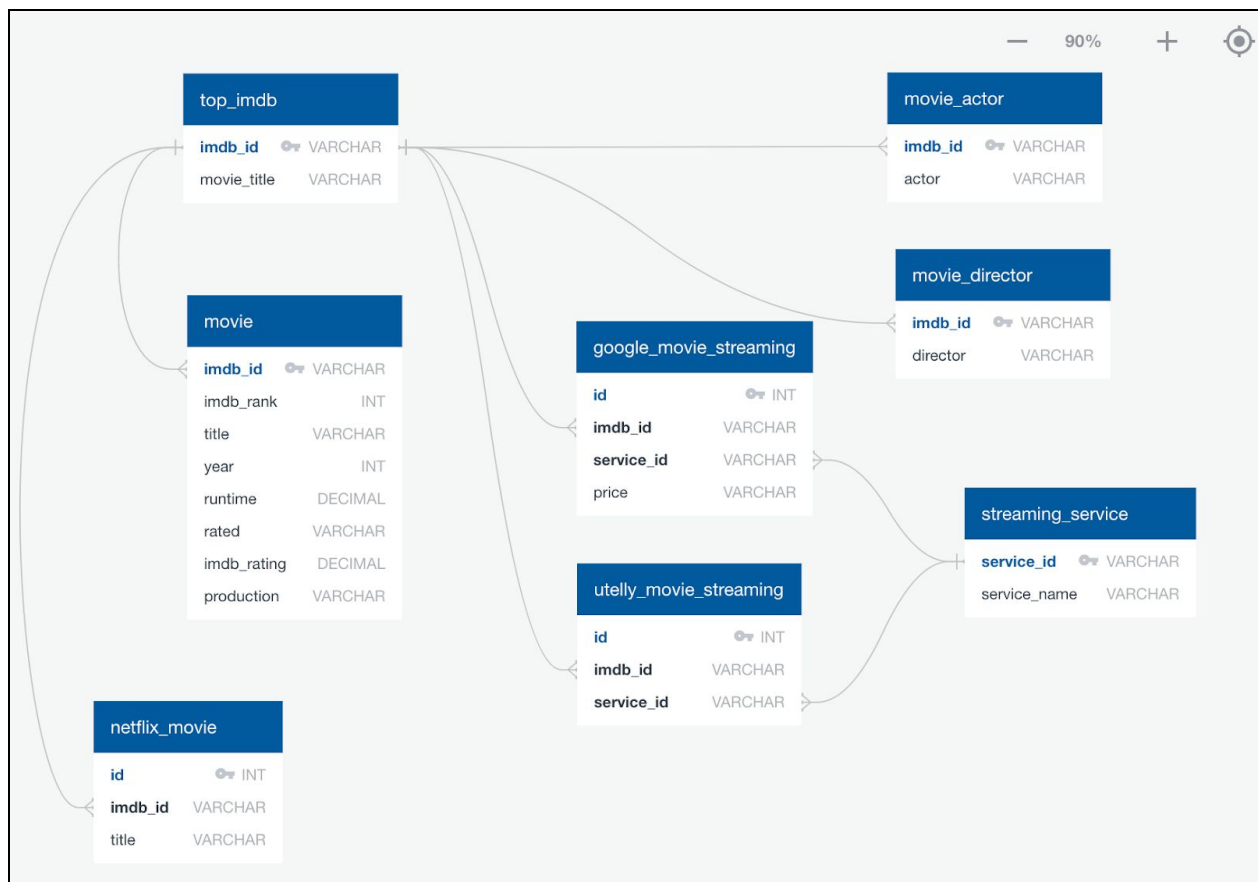 90%
top_imdb
imdb_id VARCHAR
movie_title VARCHAR
movie_actor
imdb_id VARCHAR
actor VARCHAR
movie_director
imdb_id VARCHAR
director VARCHAR
movie
imdb_id VARCHAR
imdb_rank INT
title VARCHAR
year INT
runtime DECIMAL
rated VARCHAR
imdb_rating DECIMAL
production VARCHAR
google_movie_streaming
id INT
imdb_id VARCHAR
service_id VARCHAR
price VARCHAR
streaming_service
service_id VARCHAR
service_name VARCHAR
utelly_movie_streaming
id INT
imdb_id VARCHAR
service_id VARCHAR
netflix_movie
id INT
imdb_id VARCHAR
title VARCHAR